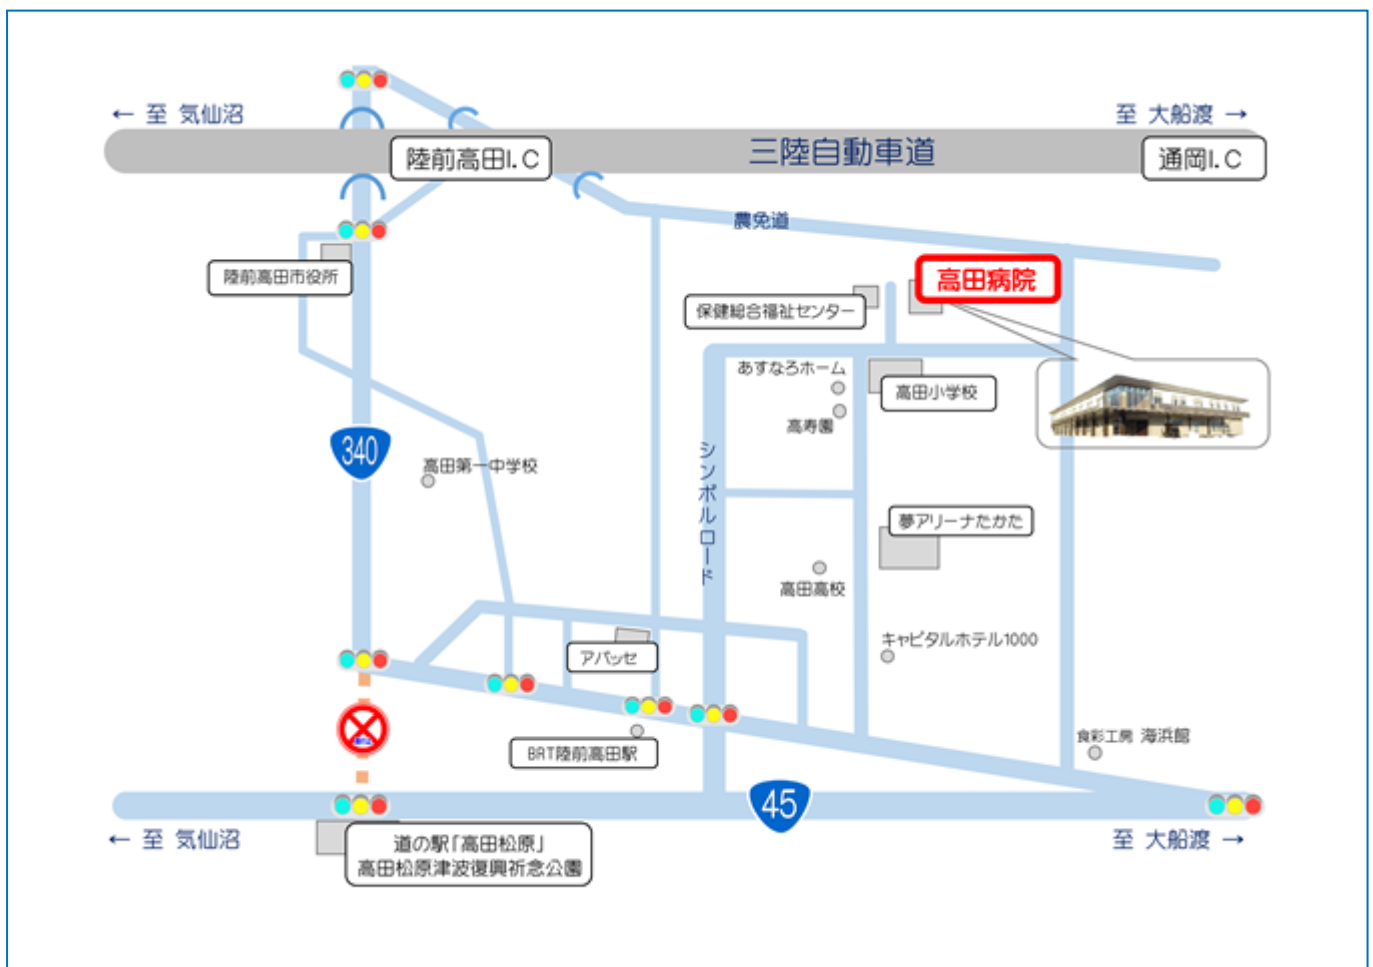 ← 至 気仙沼
至 大船渡 →
陸前高田I.C
三陸自動車道
通岡I.C
農免道
陸前高田市役所
高田病院
保健総合福祉センター
あすなろホーム
高田小学校
高寿園
340
高田第一中学校
シンボルロード
夢アリーナたかた
高田高校
キャピタルホテル1000
アバッセ
BRT陸前高田駅
食彩工房 海浜館
45
← 至 気仙沼
至 大船渡 →
道の駅「高田松原」
高田松原津波復興祈念公園